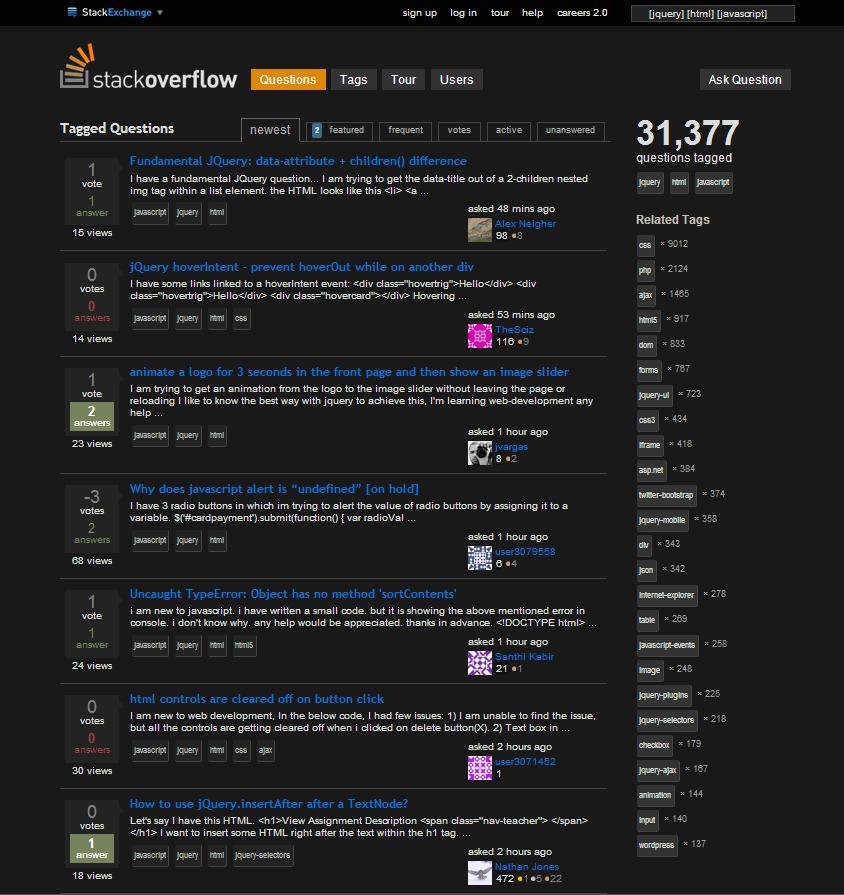 StackExchange ▼ sign up log in tour help careers 2.0 [jquery] [html] [javascript]
stackoverflow Questions Tags Tour Users Ask Question
Tagged Questions newest 2 featured frequent votes active unanswered
31,377
questions tagged
jquery html javascript
1
vote
1
answer
15 views
Fundamental JQuery: data-attribute + children() difference
I have a fundamental JQuery question... I am trying to get the data-title out of a 2-children nested
img tag within a list element. the HTML looks like this <li> <a ...
javascript jquery html
asked 48 mins ago
Alex Neigher
98 ●8
0
votes
0
answers
14 views
jQuery hoverIntent - prevent hoverOut while on another div
I have some links linked to a hoverIntent event: <div class="hovertrig">Hello</div> <div
class="hovertrig">Hello</div> <div class="hovercard"></div> Hovering ...
javascript jquery html css
asked 53 mins ago
TheSciz
116 ●9
1
vote
2
answers
23 views
animate a logo for 3 seconds in the front page and then show an image slider
I am trying to get an animation from the logo to the image slider without leaving the page or
reloading I like to know the best way with jquery to achieve this, I'm learning web-development any
help ...
javascript jquery html
asked 1 hour ago
jvargas
8 ●2
-3
votes
2
answers
68 views
Why does javascript alert is “undefined” [on hold]
I have 3 radio buttons in which im trying to alert the value of radio buttons by assigning it to a
variable. $('#cardpayment').submit(function() { var radioVal ...
javascript jquery html
asked 1 hour ago
user3079558
6 ●4
1
vote
1
answer
24 views
Uncaught TypeError: Object has no method 'sortContents'
i am new to javascript. i have written a small code. but it is showing the above mentioned error in
console. i don't know why. any help would be appreciated. thanks in advance. <!DOCTYPE html> ...
javascript jquery html html5
asked 1 hour ago
Santhi Kabir
21 ●1
0
votes
0
answers
30 views
html controls are cleared off on button click
I am new to web development, In the below code, I had few issues: 1) I am unable to find the issue,
but all the controls are getting cleared off when i clicked on delete button(X). 2) Text box in ...
javascript jquery html css ajax
asked 2 hours ago
user3071452
1
0
votes
1
answer
18 views
How to use jQuery.insertAfter after a TextNode?
Let's say I have this HTML. <h1>View Assignment Description <span class="nav-teacher"> </span>
</h1> I want to insert some HTML right after the text within the h1 tag. ...
javascript jquery html jquery-selectors
asked 2 hours ago
Nathan Jones
472 ●1 ●5 ●22
Related Tags
css × 9012
php × 2124
ajax × 1465
html5 × 917
dom × 833
forms × 767
jquery-ui × 723
css3 × 434
iframe × 418
asp.net × 384
twitter-bootstrap × 374
jquery-mobile × 358
div × 343
json × 342
internet-explorer × 278
table × 269
javascript-events × 258
image × 248
jquery-plugins × 225
jquery-selectors × 218
checkbox × 179
jquery-ajax × 167
animation × 144
input × 140
wordpress × 137